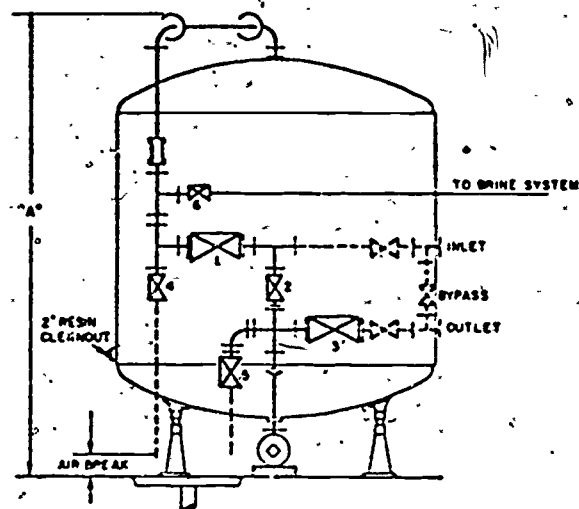 "A"
6
TO BRINE SYSTEM
1
INLET
4
2
BYPASS
2" RESIN
CLEANOUT
3
OUTLET
5
AIR BREAK